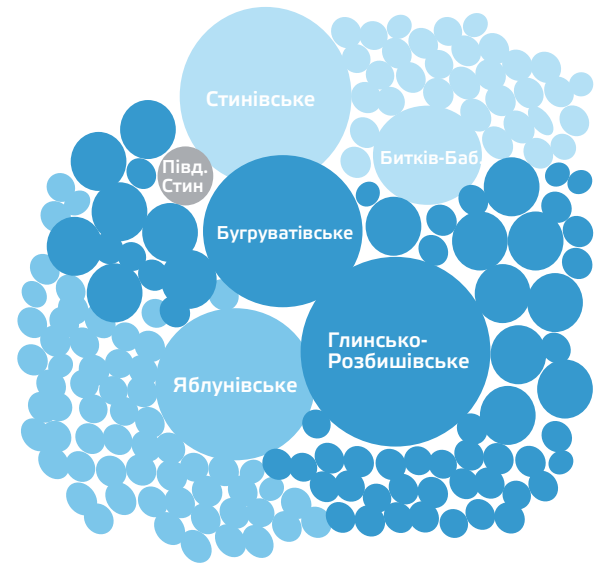 Стинівське
Битків-Баб.
Півд.
Стин
Бугруватівське
Глинсько-
Розбишівське
Яблунівське